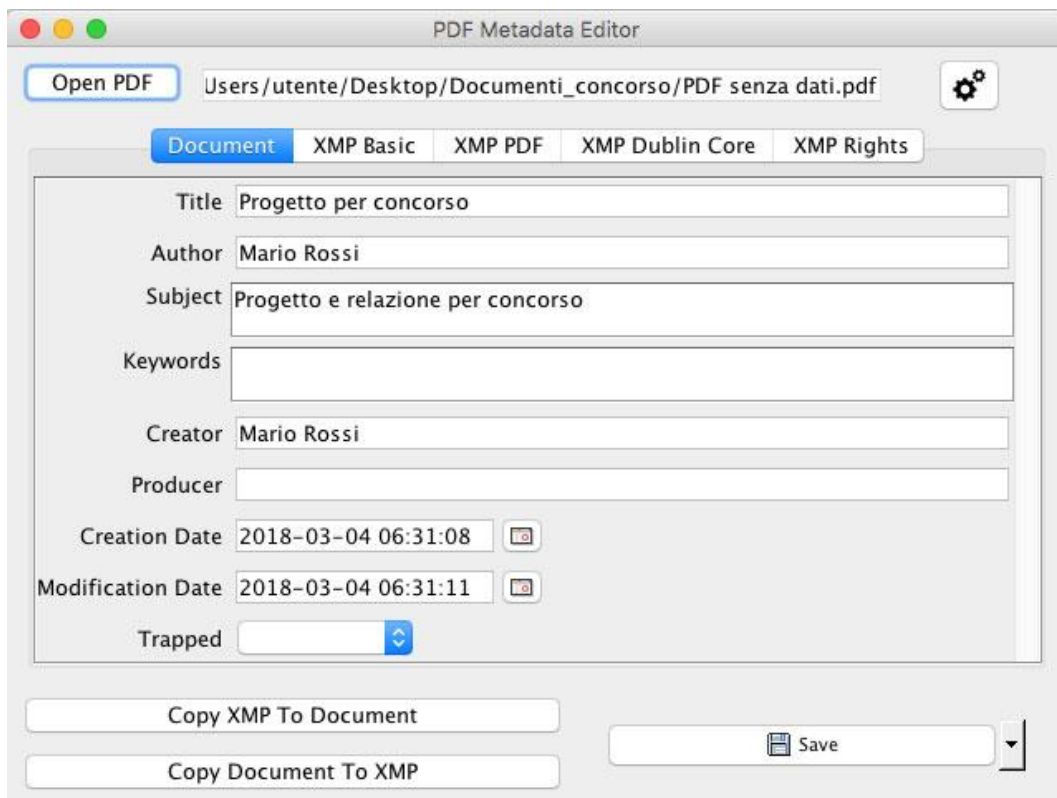 PDF Metadata Editor
Open PDF Users/utente/Desktop/Documenti_concorso/PDF senza dati.pdf
Document XMP Basic XMP PDF XMP Dublin Core XMP Rights
Title Progetto per concorso
Author Mario Rossi
Subject Progetto e relazione per concorso
Keywords
Creator Mario Rossi
Producer
Creation Date 2018-03-04 06:31:08
Modification Date 2018-03-04 06:31:11
Trapped
Copy XMP To Document
Save
Copy Document To XMP